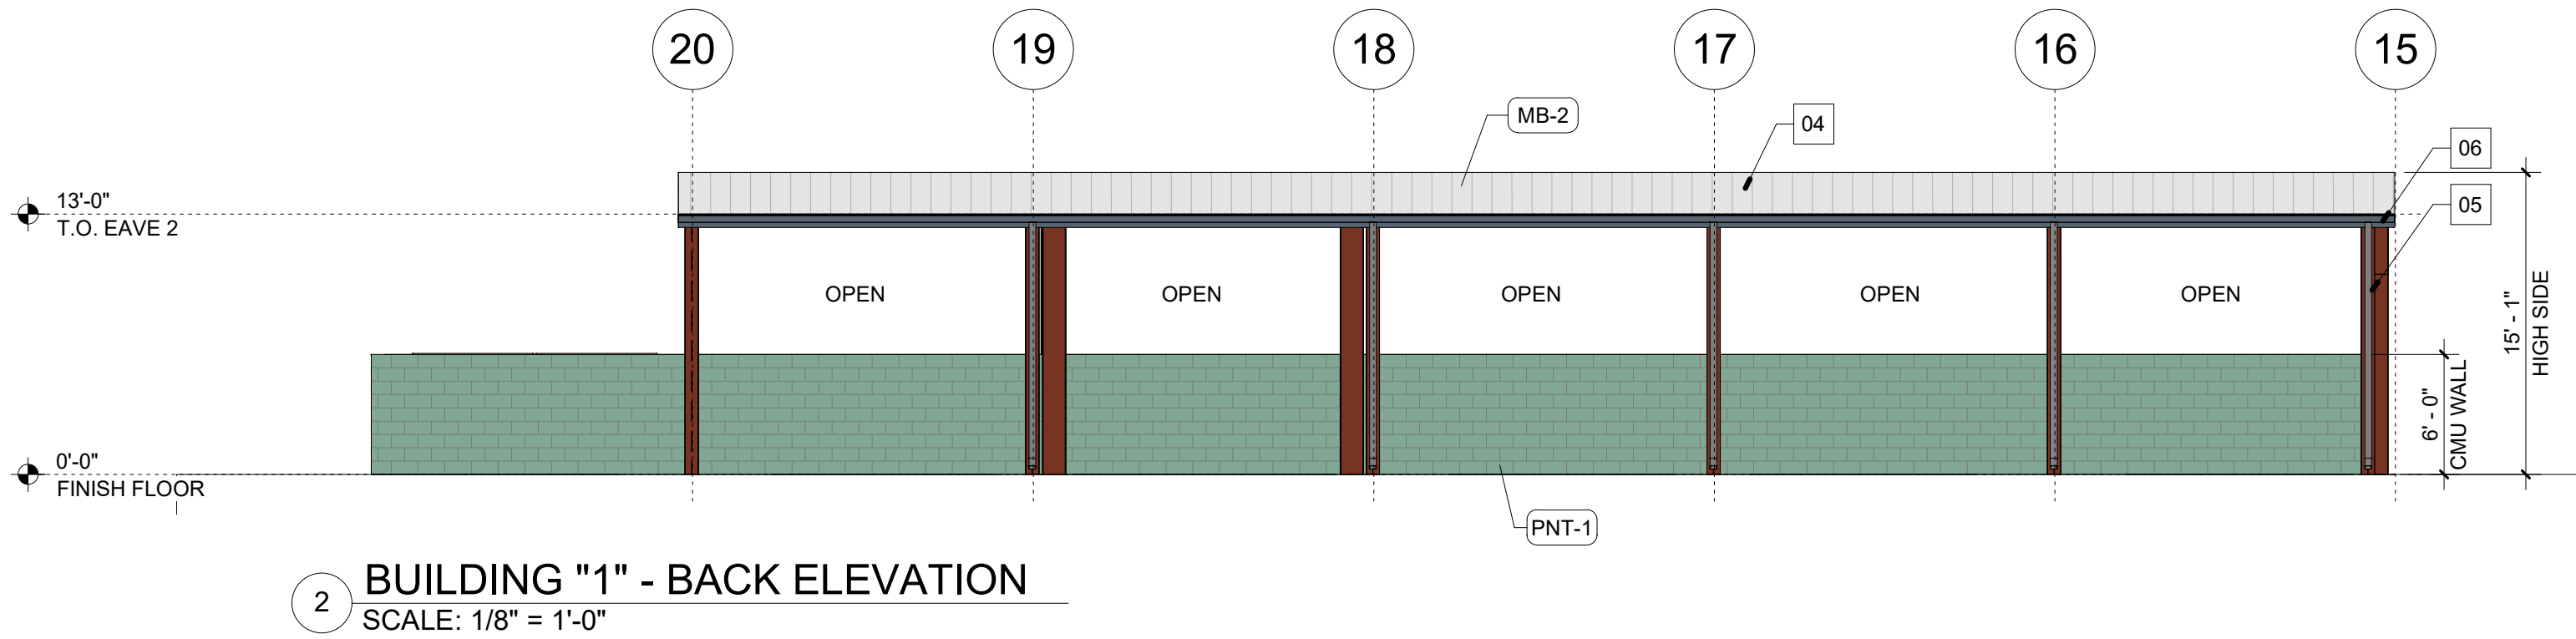 20
19
18
17
16
15
MB-2
04
06
05
13'-0"
T.O. EAVE 2
OPEN
OPEN
OPEN
OPEN
OPEN
15' - 1"
HIGH SIDE
6' - 0"
CMU WALL
0'-0"
FINISH FLOOR
PNT-1
2
BUILDING "1" - BACK ELEVATION
SCALE: 1/8" = 1'-0"